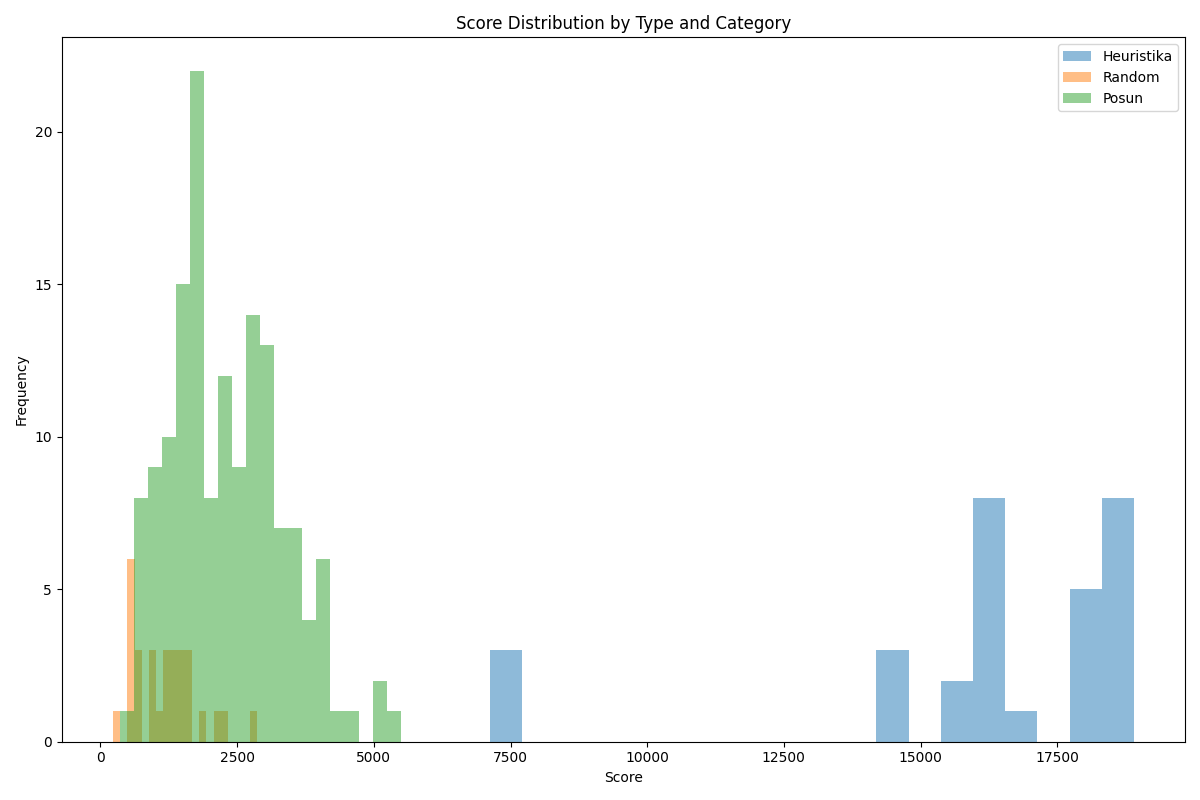 Score Distribution by Type and Category
Heuristika
Random
Posun
Frequency
20
15
10
5
0
0 2500 5000 7500 10000 12500 15000 17500
Score